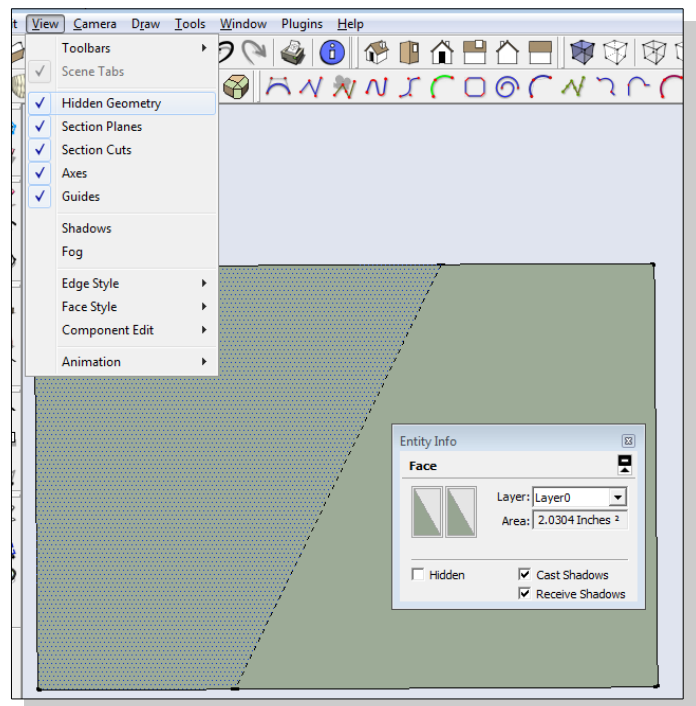 t View Camera Draw Tools Window Plugins Help
Toolbars
Scene Tabs
Hidden Geometry
Section Planes
Section Cuts
Axes
Guides
Shadows
Fog
Edge Style
Face Style
Component Edit
Animation
Entity Info
Face
Layer: Layer0
Area: 2.0304 Inches ²
Hidden Cast Shadows
Receive Shadows